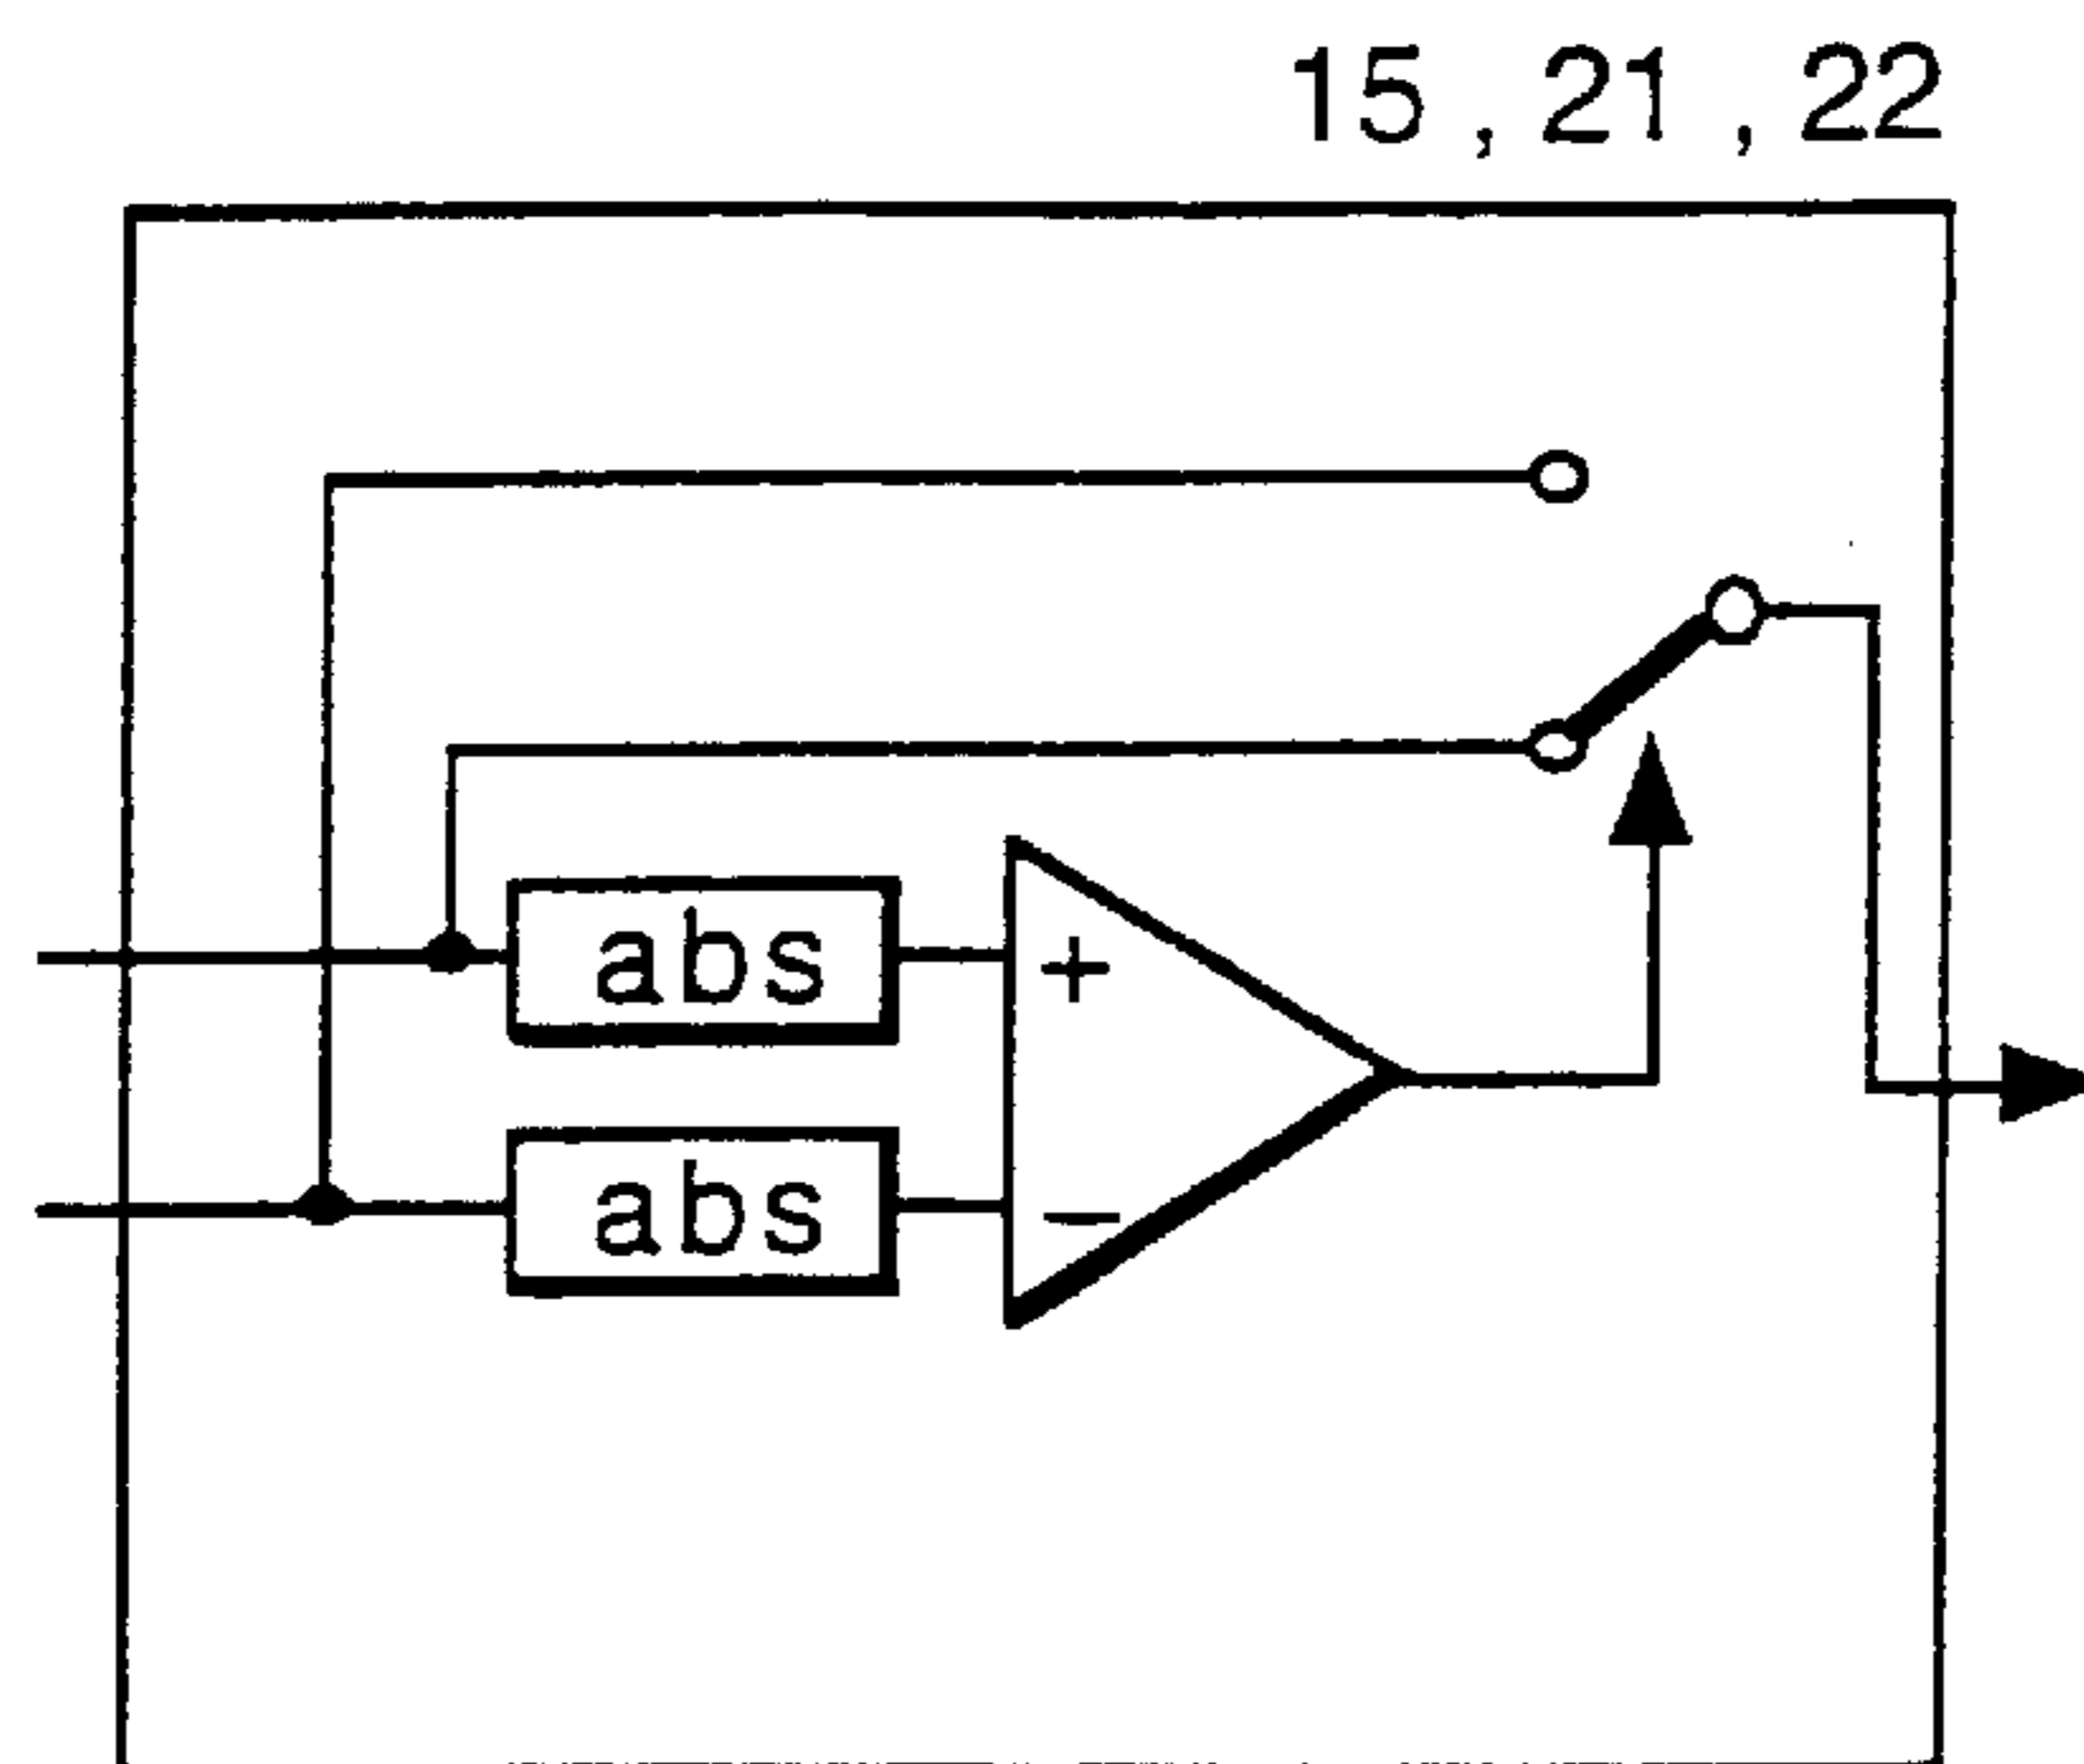 15, 21, 22
abs
+
abs
−